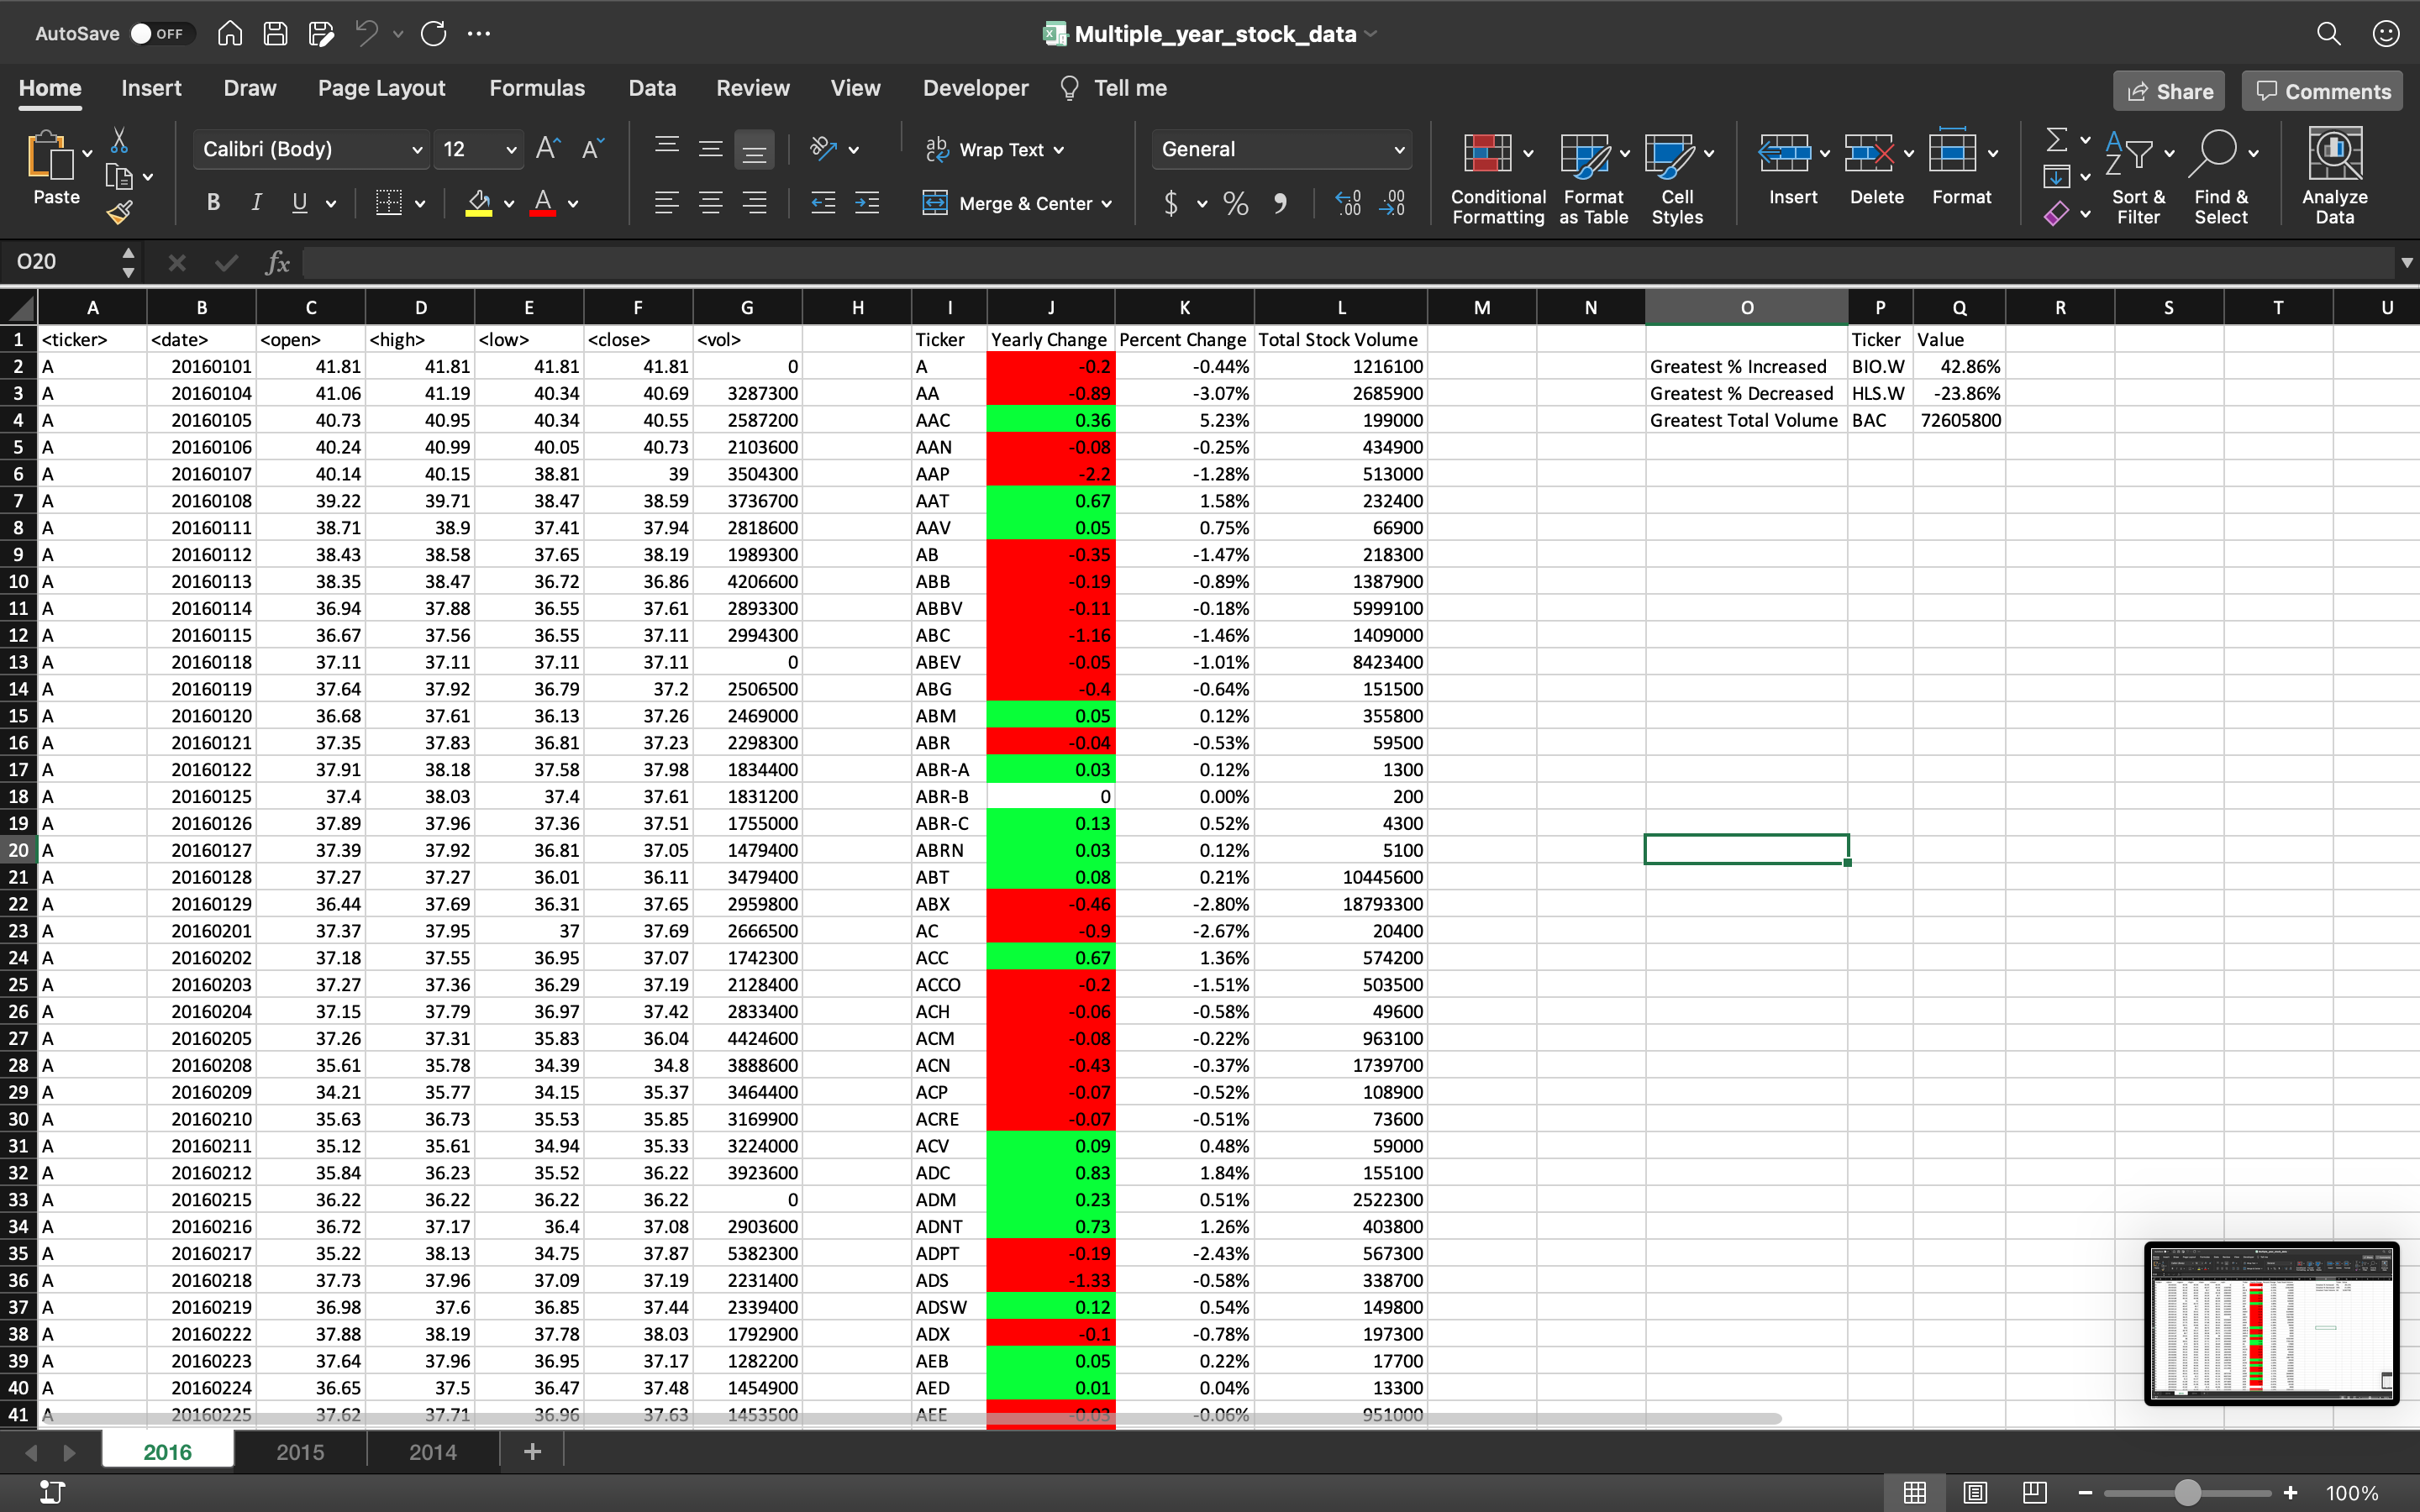 AutoSave OFF Multiple_year_stock_data
Home Insert Draw Page Layout Formulas Data Review View Developer Tell me Share Comments
Calibri (Body) 12 A^ A ab Wrap Text General
Paste B I U A Merge & Center $ % .00 .00 Conditional Formatting Format as Table Cell Styles Insert Delete Format Sort & Filter Find & Select Analyze Data
O20 fx
A B C D E F G H I J K L M N O P Q R S T U
1 <ticker> <date> <open> <high> <low> <close> <vol> Ticker Yearly Change Percent Change Total Stock Volume Ticker Value
2 A 20160101 41.81 41.81 41.81 41.81 0 A -0.2 -0.44% 1216100 Greatest % Increased BIO.W 42.86%
3 A 20160104 41.06 41.19 40.34 40.69 3287300 AA -0.89 -3.07% 2685900 Greatest % Decreased HLS.W -23.86%
4 A 20160105 40.73 40.95 40.34 40.55 2587200 AAC 0.36 5.23% 199000 Greatest Total Volume BAC 72605800
5 A 20160106 40.24 40.99 40.05 40.73 2103600 AAN -0.08 -0.25% 434900
6 A 20160107 40.14 40.15 38.81 39 3504300 AAP -2.2 -1.28% 513000
7 A 20160108 39.22 39.71 38.47 38.59 3736700 AAT 0.67 1.58% 232400
8 A 20160111 38.71 38.9 37.41 37.94 2818600 AAV 0.05 0.75% 66900
9 A 20160112 38.43 38.58 37.65 38.19 1989300 AB -0.35 -1.47% 218300
10 A 20160113 38.35 38.47 36.72 36.86 4206600 ABB -0.19 -0.89% 1387900
11 A 20160114 36.94 37.88 36.55 37.61 2893300 ABBV -0.11 -0.18% 5999100
12 A 20160115 36.67 37.56 36.55 37.11 2994300 ABC -1.16 -1.46% 1409000
13 A 20160118 37.11 37.11 37.11 37.11 0 ABEV -0.05 -1.01% 8423400
14 A 20160119 37.64 37.92 36.79 37.2 2506500 ABG -0.4 -0.64% 151500
15 A 20160120 36.68 37.61 36.13 37.26 2469000 ABM 0.05 0.12% 355800
16 A 20160121 37.35 37.83 36.81 37.23 2298300 ABR -0.04 -0.53% 59500
17 A 20160122 37.91 38.18 37.58 37.98 1834400 ABR-A 0.03 0.12% 1300
18 A 20160125 37.4 38.03 37.4 37.61 1831200 ABR-B 0 0.00% 200
19 A 20160126 37.89 37.96 37.36 37.51 1755000 ABR-C 0.13 0.52% 4300
20 A 20160127 37.39 37.92 36.81 37.05 1479400 ABRN 0.03 0.12% 5100
21 A 20160128 37.27 37.27 36.01 36.11 3479400 ABT 0.08 0.21% 10445600
22 A 20160129 36.44 37.69 36.31 37.65 2959800 ABX -0.46 -2.80% 18793300
23 A 20160201 37.37 37.95 37 37.69 2666500 AC -0.9 -2.67% 20400
24 A 20160202 37.18 37.55 36.95 37.07 1742300 ACC 0.67 1.36% 574200
25 A 20160203 37.27 37.36 36.29 37.19 2128400 ACCO -0.2 -1.51% 503500
26 A 20160204 37.15 37.79 36.97 37.42 2833400 ACH -0.06 -0.58% 49600
27 A 20160205 37.26 37.31 35.83 36.04 4424600 ACM -0.08 -0.22% 963100
28 A 20160208 35.61 35.78 34.39 34.8 3888600 ACN -0.43 -0.37% 1739700
29 A 20160209 34.21 35.77 34.15 35.37 3464400 ACP -0.07 -0.52% 108900
30 A 20160210 35.63 36.73 35.53 35.85 3169900 ACRE -0.07 -0.51% 73600
31 A 20160211 35.12 35.61 34.94 35.33 3224000 ACV 0.09 0.48% 59000
32 A 20160212 35.84 36.23 35.52 36.22 3923600 ADC 0.83 1.84% 155100
33 A 20160215 36.22 36.22 36.22 36.22 0 ADM 0.23 0.51% 2522300
34 A 20160216 36.72 37.17 36.4 37.08 2903600 ADNT 0.73 1.26% 403800
35 A 20160217 35.22 38.13 34.75 37.87 5382300 ADPT -0.19 -2.43% 567300
36 A 20160218 37.73 37.96 37.09 37.19 2231400 ADS -1.33 -0.58% 338700
37 A 20160219 36.98 37.6 36.85 37.44 2339400 ADSW 0.12 0.54% 149800
38 A 20160222 37.88 38.19 37.78 38.03 1792900 ADX -0.1 -0.78% 197300
39 A 20160223 37.64 37.96 36.95 37.17 1282200 AEB 0.05 0.22% 17700
40 A 20160224 36.65 37.5 36.47 37.48 1454900 AED 0.01 0.04% 13300
41 A 20160225 37.62 37.71 36.96 37.63 1453500 AEE -0.03 -0.06% 951000
2016 2015 2014 +
100%